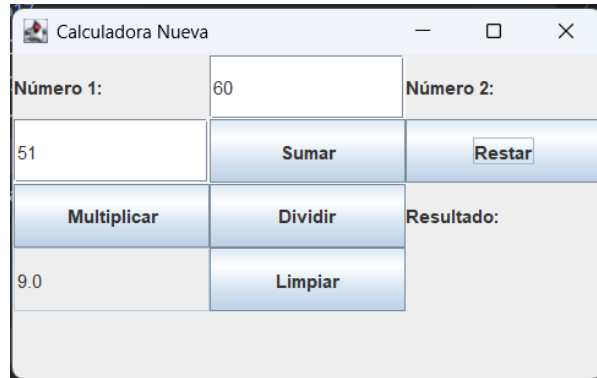 Calculadora Nueva
Número 1:
60
Número 2:
51
Sumar
Restar
Multiplicar
Dividir
Resultado:
9.0
Limpiar